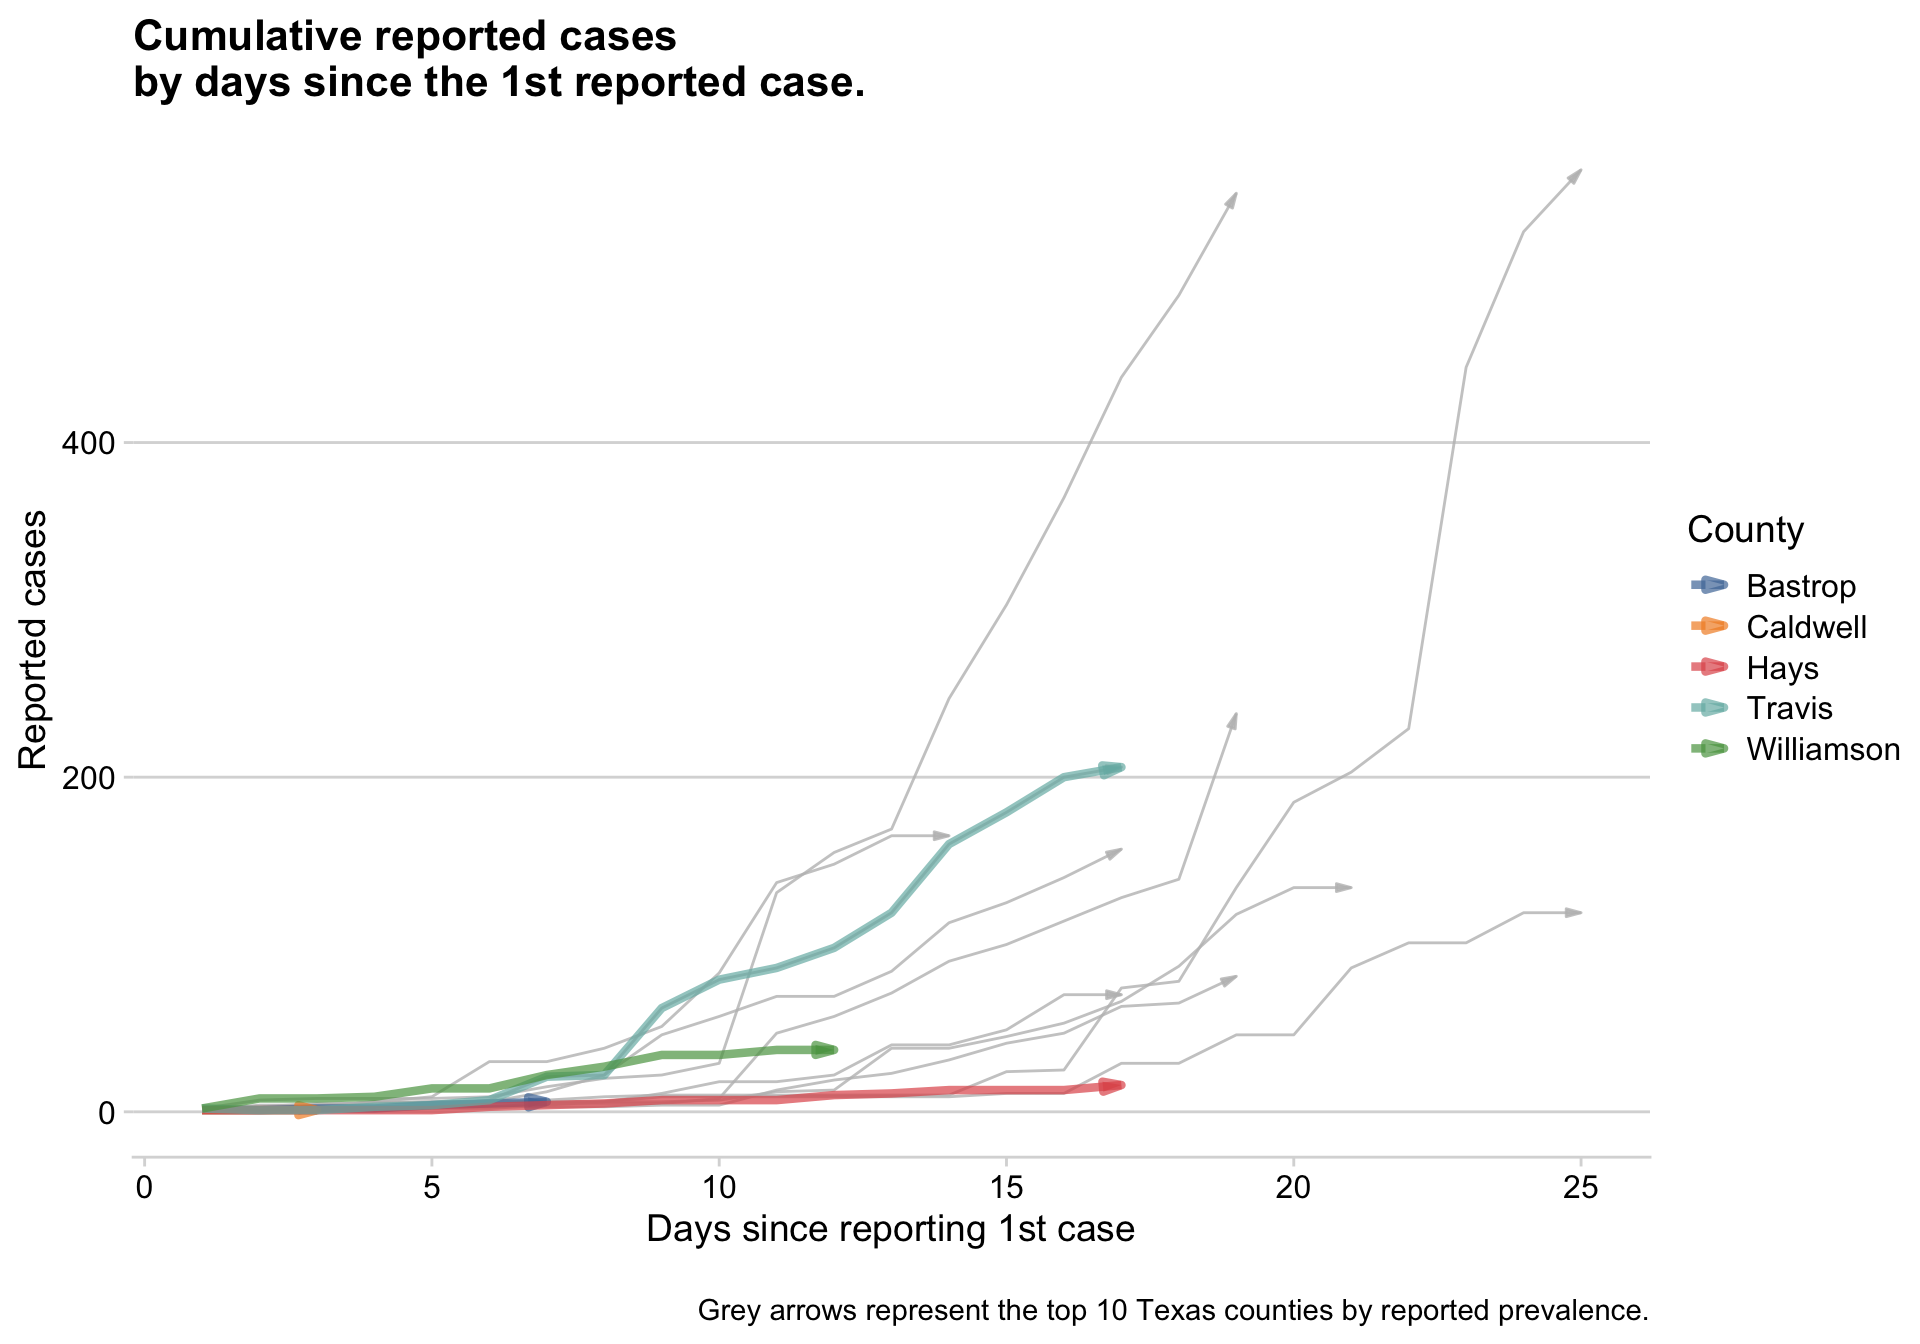 Cumulative reported cases
by days since the 1st reported case.
Reported cases
400
200
0
0 5 10 15 20 25
Days since reporting 1st case
County
Bastrop
Caldwell
Hays
Travis
Williamson
Grey arrows represent the top 10 Texas counties by reported prevalence.